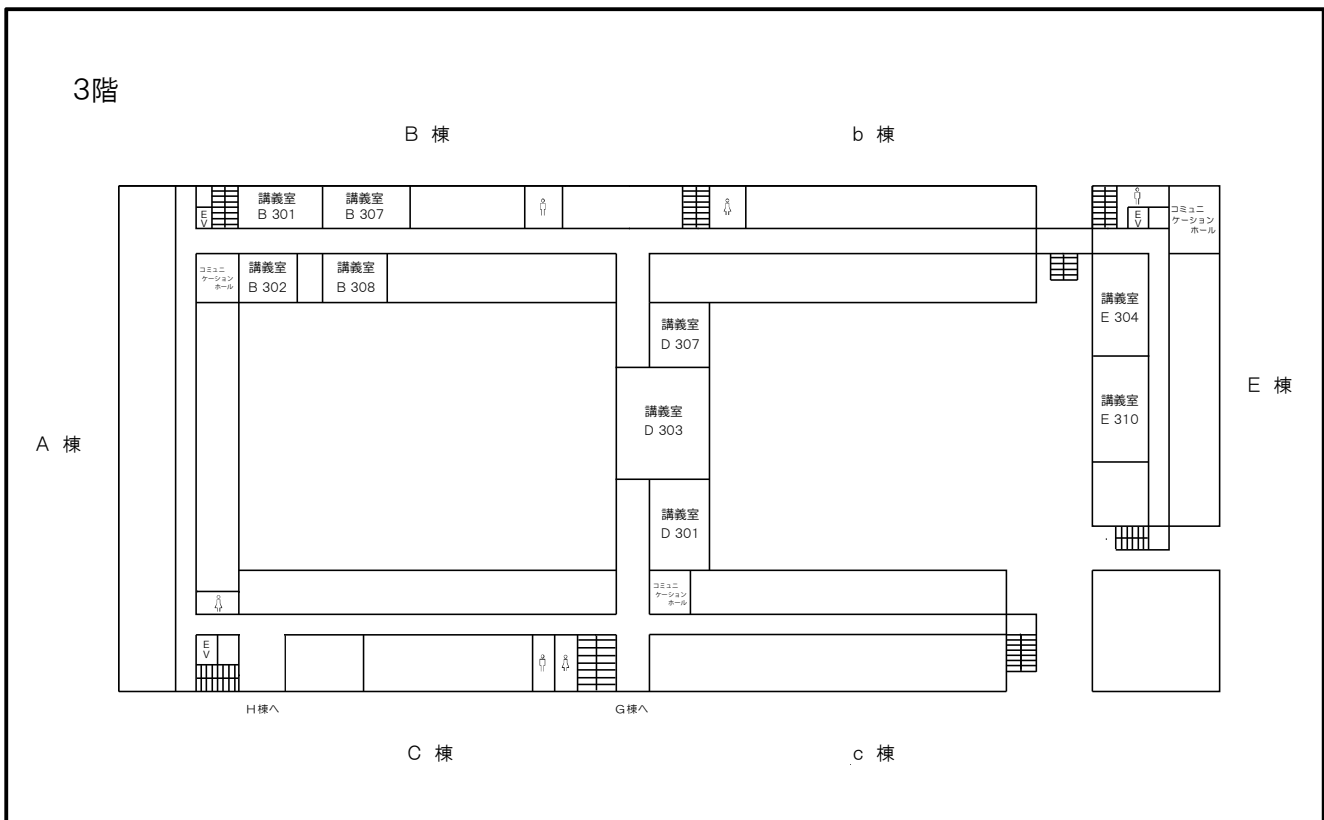 3階
B 棟
b 棟
E
V
講義室
B 301
講義室
B 307
E
V
コミュニ
ケーション
ホール
コミュニ
ケーション
ホール
講義室
B 302
講義室
B 308
講義室
D 307
講義室
E 304
講義室
D 303
講義室
E 310
E 棟
A 棟
講義室
D 301
コミュニ
ケーション
ホール
E
V
H棟へ
G棟へ
C 棟
c 棟